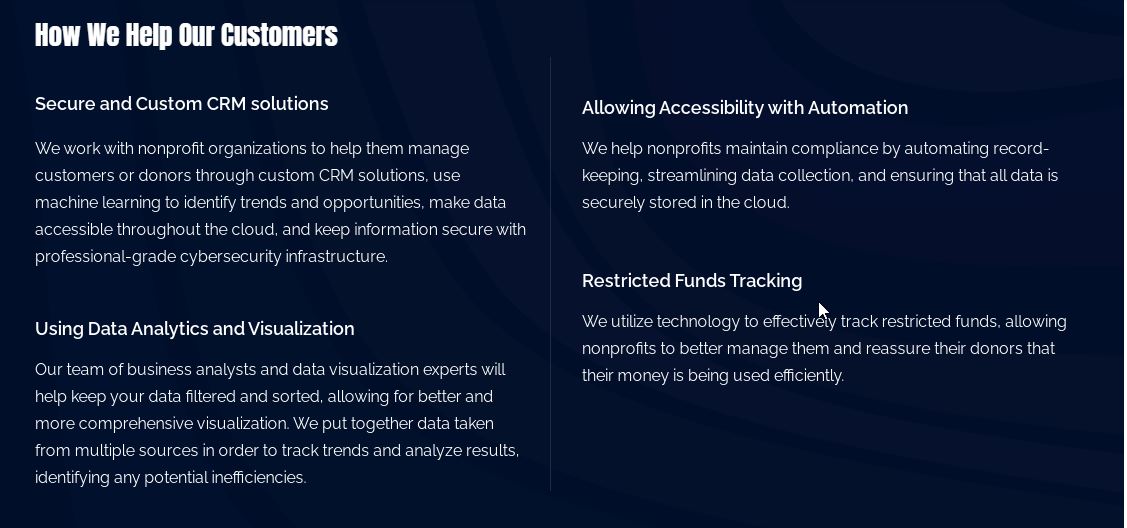 How We Help Our Customers
Secure and Custom CRM solutions
We work with nonprofit organizations to help them manage
customers or donors through custom CRM solutions, use
machine learning to identify trends and opportunities, make data
accessible throughout the cloud, and keep information secure with
professional-grade cybersecurity infrastructure.
Using Data Analytics and Visualization
Our team of business analysts and data visualization experts will
help keep your data filtered and sorted, allowing for better and
more comprehensive visualization. We put together data taken
from multiple sources in order to track trends and analyze results,
identifying any potential inefficiencies.
Allowing Accessibility with Automation
We help nonprofits maintain compliance by automating record-
keeping, streamlining data collection, and ensuring that all data is
securely stored in the cloud.
Restricted Funds Tracking
We utilize technology to effectively track restricted funds, allowing
nonprofits to better manage them and reassure their donors that
their money is being used efficiently.